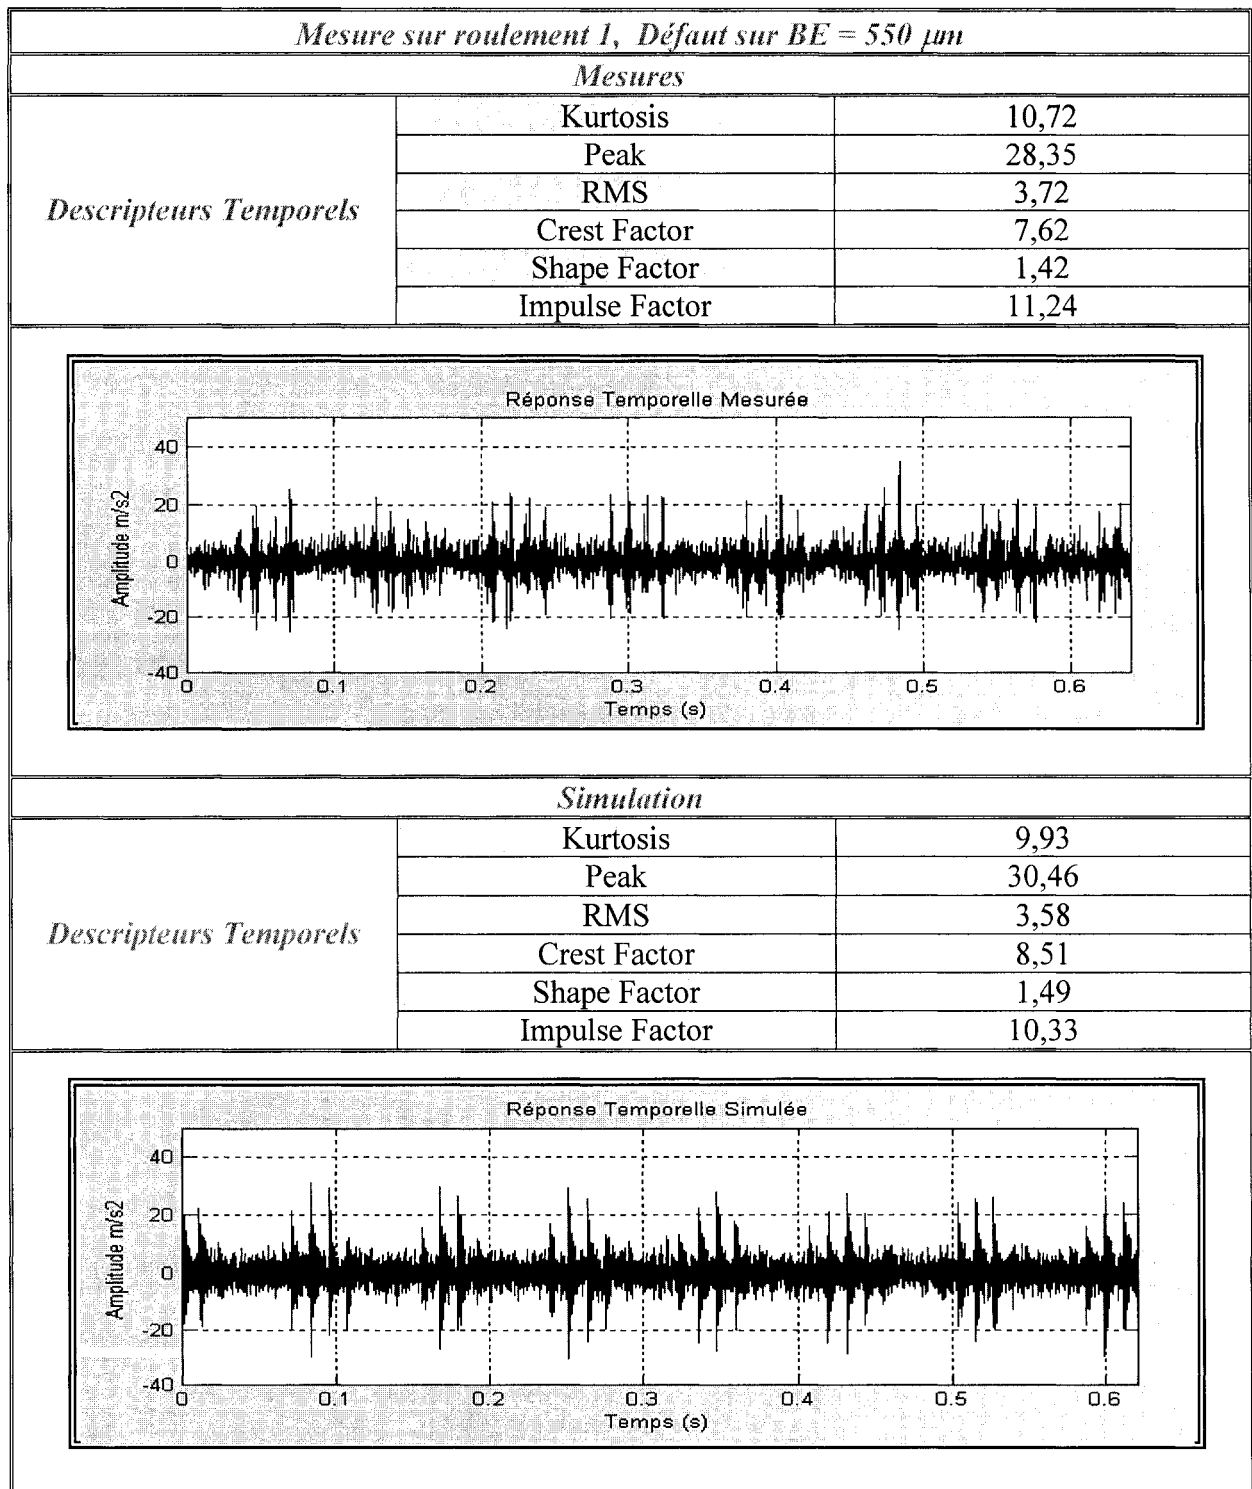 Mesure sur roulement 1, Défaut sur BE = 550 µm
Mesures
Descripteurs Temporels
Kurtosis 10,72
Peak 28,35
RMS 3,72
Crest Factor 7,62
Shape Factor 1,42
Impulse Factor 11,24
Réponse Temporelle Mesurée
Amplitude m/s2
40
20
0
-20
-40
0 0.1 0.2 0.3 0.4 0.5 0.6
Temps (s)
Simulation
Descripteurs Temporels
Kurtosis 9,93
Peak 30,46
RMS 3,58
Crest Factor 8,51
Shape Factor 1,49
Impulse Factor 10,33
Réponse Temporelle Simulée
Amplitude m/s2
40
20
0
-20
-40
0 0.1 0.2 0.3 0.4 0.5 0.6
Temps (s)